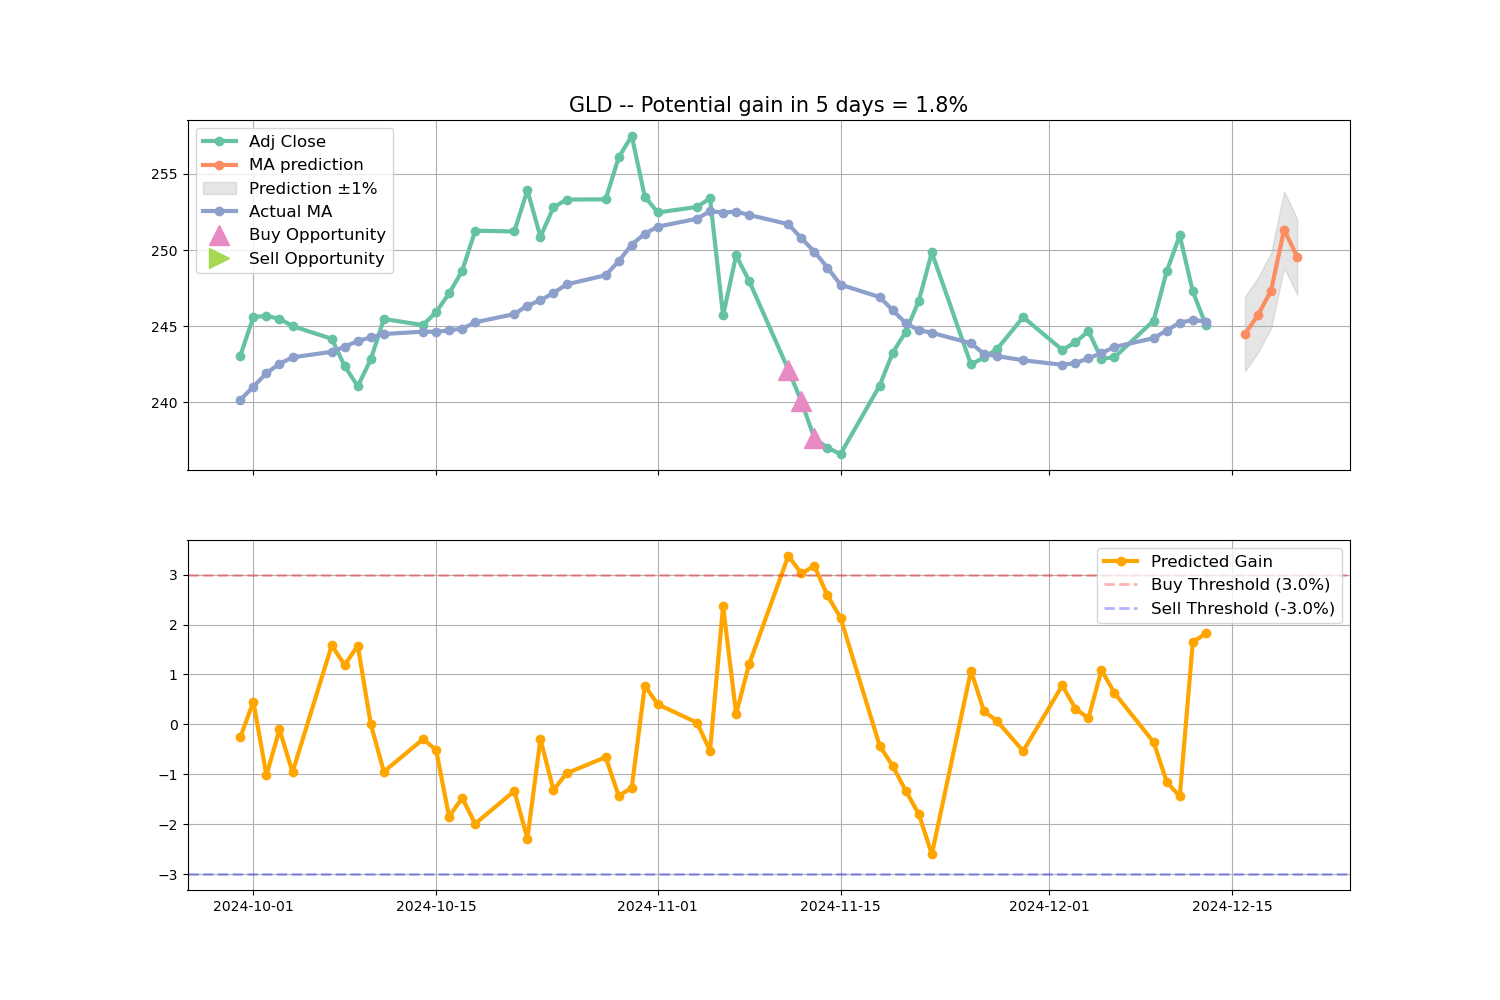 GLD -- Potential gain in 5 days = 1.8%
Adj Close
MA prediction
Prediction ±1%
Actual MA
Buy Opportunity
Sell Opportunity
255
250
245
240
Predicted Gain
Buy Threshold (3.0%)
Sell Threshold (-3.0%)
3
2
1
0
−1
−2
−3
2024-10-01 2024-10-15 2024-11-01 2024-11-15 2024-12-01 2024-12-15